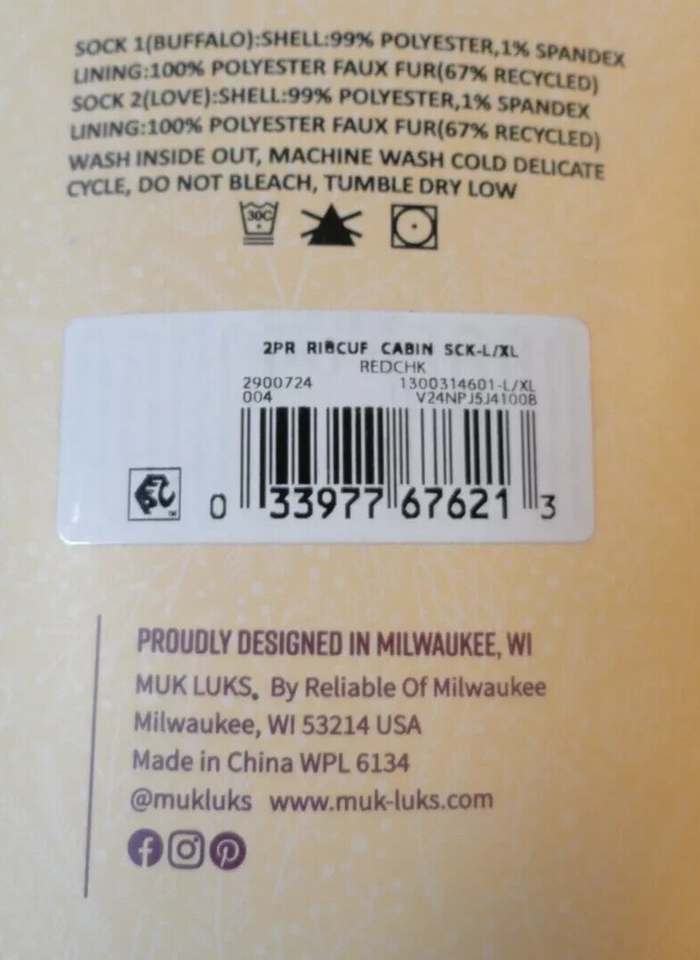 SOCK 1(BUFFALO):SHELL:99% POLYESTER,1% SPANDEX
LINING:100% POLYESTER FAUX FUR(67% RECYCLED)
SOCK 2(LOVE):SHELL:99% POLYESTER,1% SPANDEX
LINING:100% POLYESTER FAUX FUR(67% RECYCLED)
WASH INSIDE OUT, MACHINE WASH COLD DELICATE
CYCLE, DO NOT BLEACH, TUMBLE DRY LOW
30C
2PR RIBCUF CABIN SCK-L/XL
REDCHK
2900724 1300314601-L/XL
004 V24NPJ5J4100B
0 33977 67621 3
PROUDLY DESIGNED IN MILWAUKEE, WI
MUK LUKS. By Reliable Of Milwaukee
Milwaukee, WI 53214 USA
Made in China WPL 6134
@mukluks www.muk-luks.com